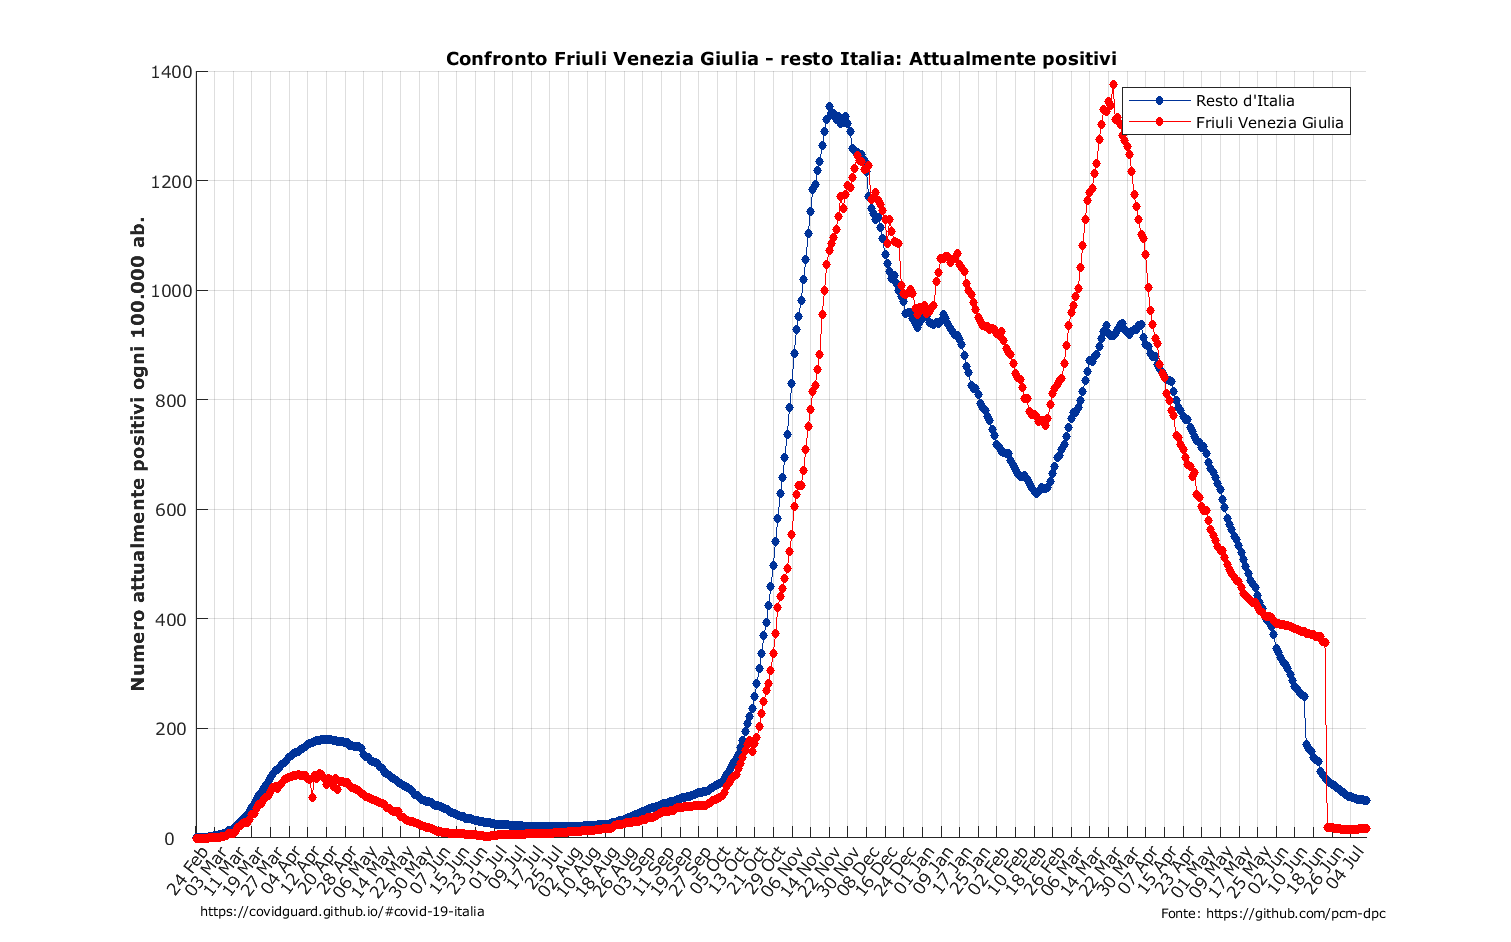 Confronto Friuli Venezia Giulia - resto Italia: Attualmente positivi
Numero attualmente positivi ogni 100.000 ab.
1400
1200
1000
800
600
400
200
0
Resto d'Italia
Friuli Venezia Giulia
24 Feb
03 Mar
11 Mar
19 Mar
27 Mar
04 Apr
12 Apr
20 Apr
28 Apr
06 May
14 May
22 May
30 May
07 Jun
15 Jun
23 Jun
01 Jul
09 Jul
17 Jul
25 Jul
02 Aug
10 Aug
18 Aug
26 Aug
03 Sep
11 Sep
19 Sep
27 Sep
05 Oct
13 Oct
21 Oct
29 Oct
06 Nov
14 Nov
22 Nov
30 Nov
08 Dec
16 Dec
24 Dec
01 Jan
09 Jan
17 Jan
25 Jan
02 Feb
10 Feb
18 Feb
26 Feb
06 Mar
14 Mar
22 Mar
30 Mar
07 Apr
15 Apr
23 Apr
01 May
09 May
17 May
25 May
02 Jun
10 Jun
18 Jun
26 Jun
04 Jul
https://covidguard.github.io/#covid-19-italia
Fonte: https://github.com/pcm-dpc